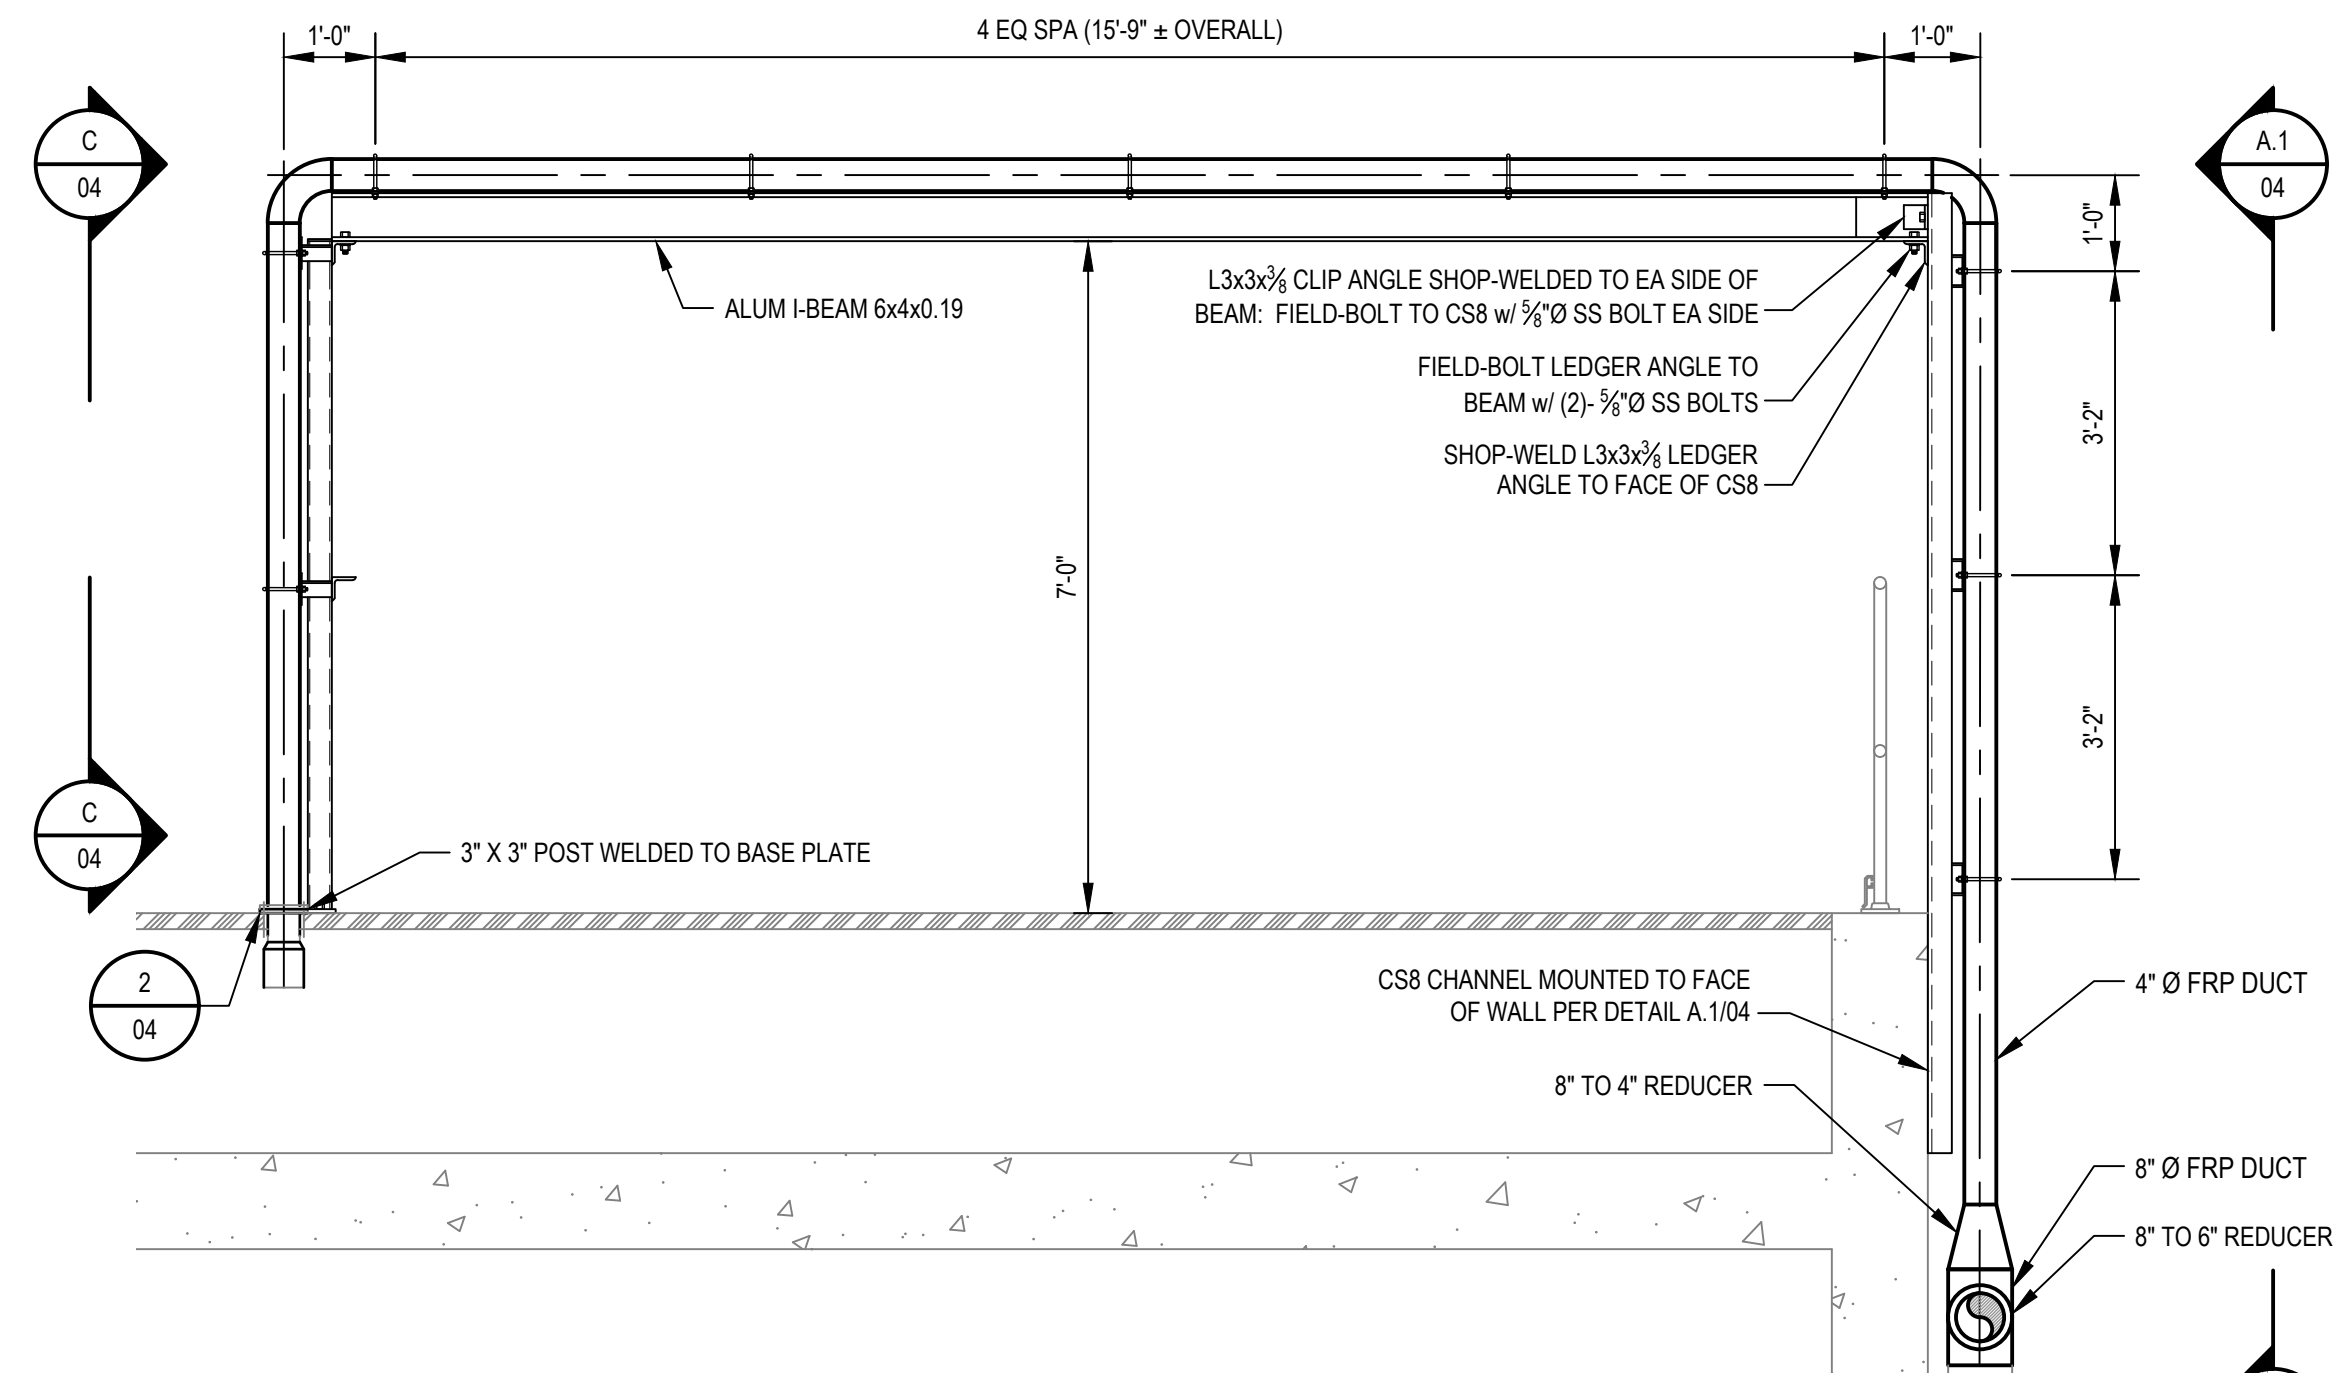 4 EQ SPA (15'-9" ± OVERALL)
1'-0"
1'-0"
C
04
A.1
04
1'-0"
L3x3x⅜ CLIP ANGLE SHOP-WELDED TO EA SIDE OF
BEAM: FIELD-BOLT TO CS8 w/ ⅝"Ø SS BOLT EA SIDE
ALUM I-BEAM 6x4x0.19
FIELD-BOLT LEDGER ANGLE TO
BEAM w/ (2)- ⅝"Ø SS BOLTS
3'-2"
SHOP-WELD L3x3x⅜ LEDGER
ANGLE TO FACE OF CS8
7'-0"
3'-2"
C
04
3" X 3" POST WELDED TO BASE PLATE
2
04
CS8 CHANNEL MOUNTED TO FACE
OF WALL PER DETAIL A.1/04
4" Ø FRP DUCT
8" TO 4" REDUCER
8" Ø FRP DUCT
8" TO 6" REDUCER